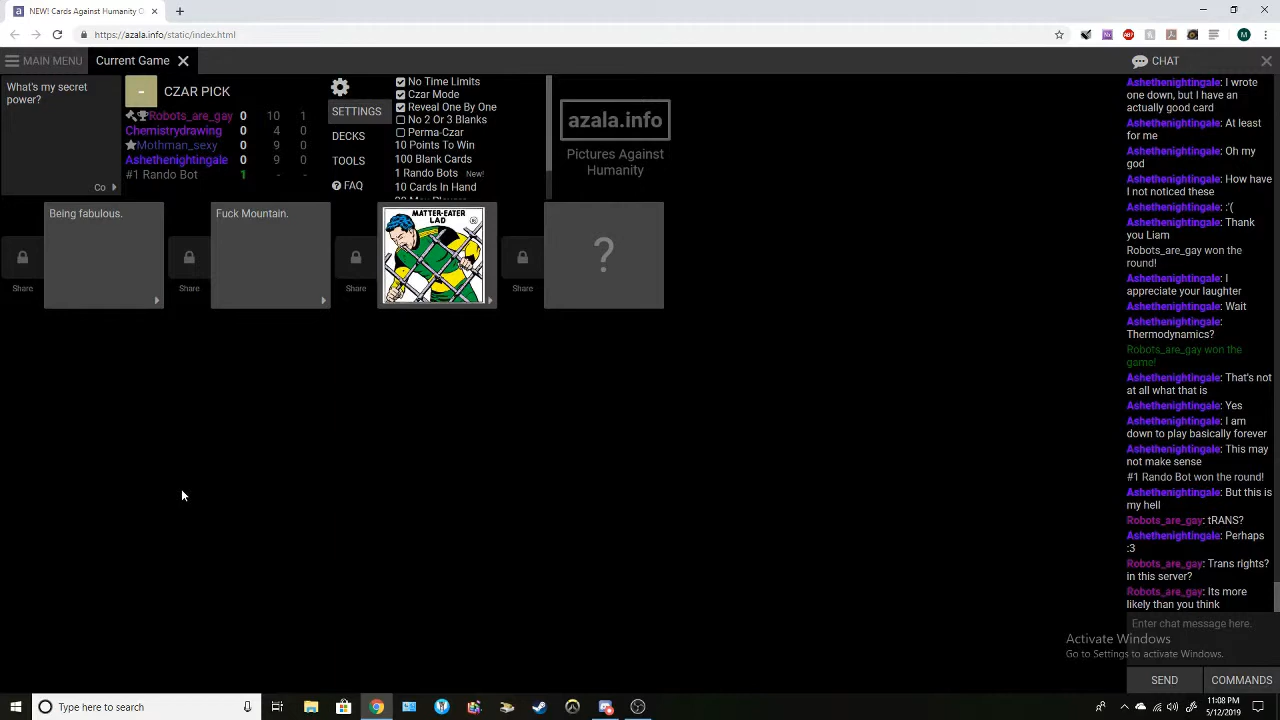 NEW! Cards Against Humanity O
https://azala.info/static/index.html
MAIN MENU
Current Game
CHAT
What's my secret
power?
Co
-
CZAR PICK
Robots_are_gay 0 10 1
Chemistrydrawing 0 4 0
Mothman_sexy 0 9 0
Ashethenightingale 0 9 0
#1 Rando Bot 1 - -
SETTINGS
DECKS
TOOLS
FAQ
No Time Limits
Czar Mode
Reveal One By One
No 2 Or 3 Blanks
Perma-Czar
10 Points To Win
100 Blank Cards
1 Rando Bots New!
10 Cards In Hand
azala.info
Pictures Against
Humanity
Share
Being fabulous.
Share
Fuck Mountain.
Share
MATTER-EATER
LAD
Share
?
Ashethenightingale: I wrote
one down, but I have an
actually good card
Ashethenightingale: At least
for me
Ashethenightingale: Oh my
god
Ashethenightingale: How have
I not noticed these
Ashethenightingale: :'(
Ashethenightingale: Thank
you Liam
Robots_are_gay won the
round!
Ashethenightingale: I
appreciate your laughter
Ashethenightingale: Wait
Ashethenightingale:
Thermodynamics?
Robots_are_gay won the
game!
Ashethenightingale: That's not
at all what that is
Ashethenightingale: Yes
Ashethenightingale: I am
down to play basically forever
Ashethenightingale: This may
not make sense
#1 Rando Bot won the round!
Ashethenightingale: But this is
my hell
Robots_are_gay: tRANS?
Ashethenightingale: Perhaps
:3
Robots_are_gay: Trans rights?
in this server?
Robots_are_gay: Its more
likely than you think
Enter chat message here.
Activate Windows
Go to Settings to activate Windows.
SEND
COMMANDS
Type here to search
11:08 PM
5/12/2019